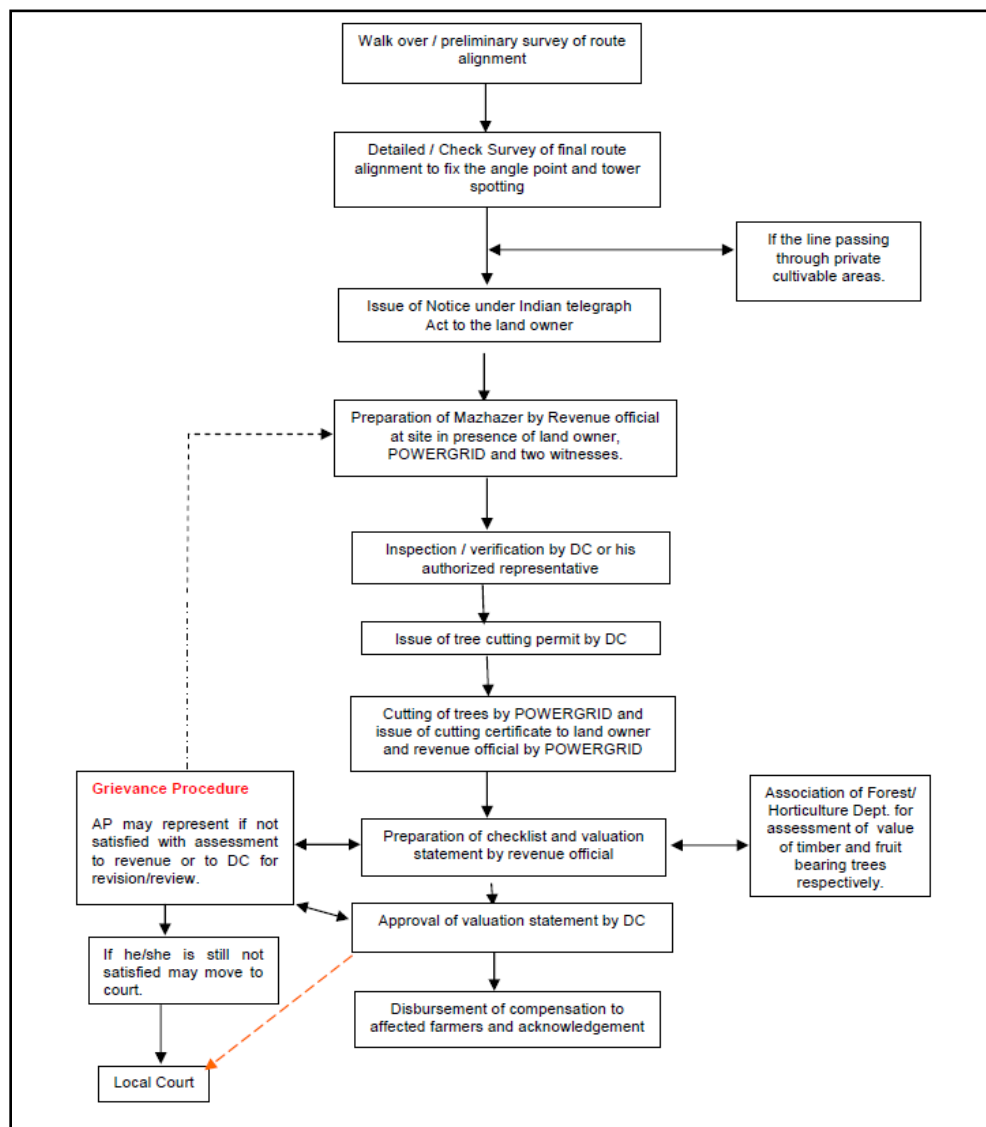 Walk over / preliminary survey of route
alignment
Detailed / Check Survey of final route
alignment to fix the angle point and tower
spotting
If the line passing
through private
cultivable areas.
Issue of Notice under Indian telegraph
Act to the land owner
Preparation of Mazhazer by Revenue official
at site in presence of land owner,
POWERGRID and two witnesses.
Inspection / verification by DC or his
authorized representative
Issue of tree cutting permit by DC
Cutting of trees by POWERGRID and
issue of cutting certificate to land owner
and revenue official by POWERGRID
Grievance Procedure
AP may represent if not
satisfied with assessment
to revenue or to DC for
revision/review.
Preparation of checklist and valuation
statement by revenue official
Association of Forest/
Horticulture Dept. for
assessment of value
of timber and fruit
bearing trees
respectively.
Approval of valuation statement by DC
If he/she is still not
satisfied may move to
court.
Disbursement of compensation to
affected farmers and acknowledgement
Local Court